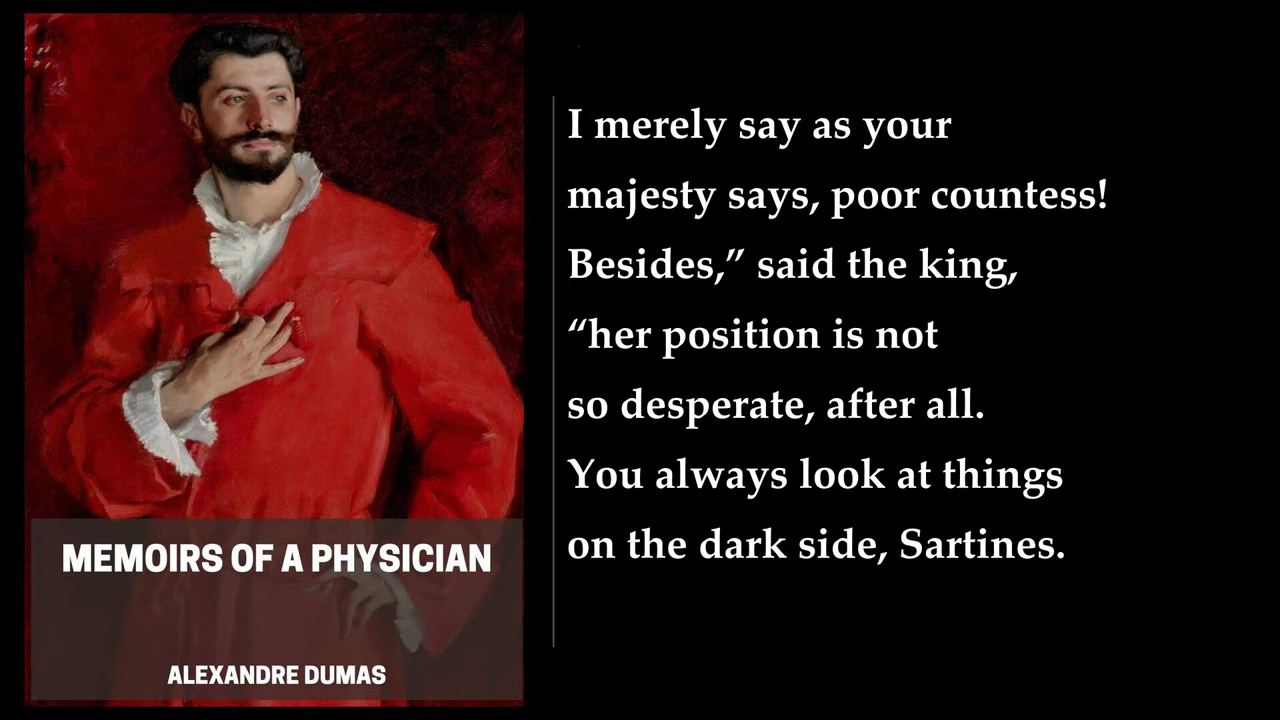 MEMOIRS OF A PHYSICIAN
ALEXANDRE DUMAS
I merely say as your
majesty says, poor countess!
Besides,” said the king,
“her position is not
so desperate, after all.
You always look at things
on the dark side, Sartines.